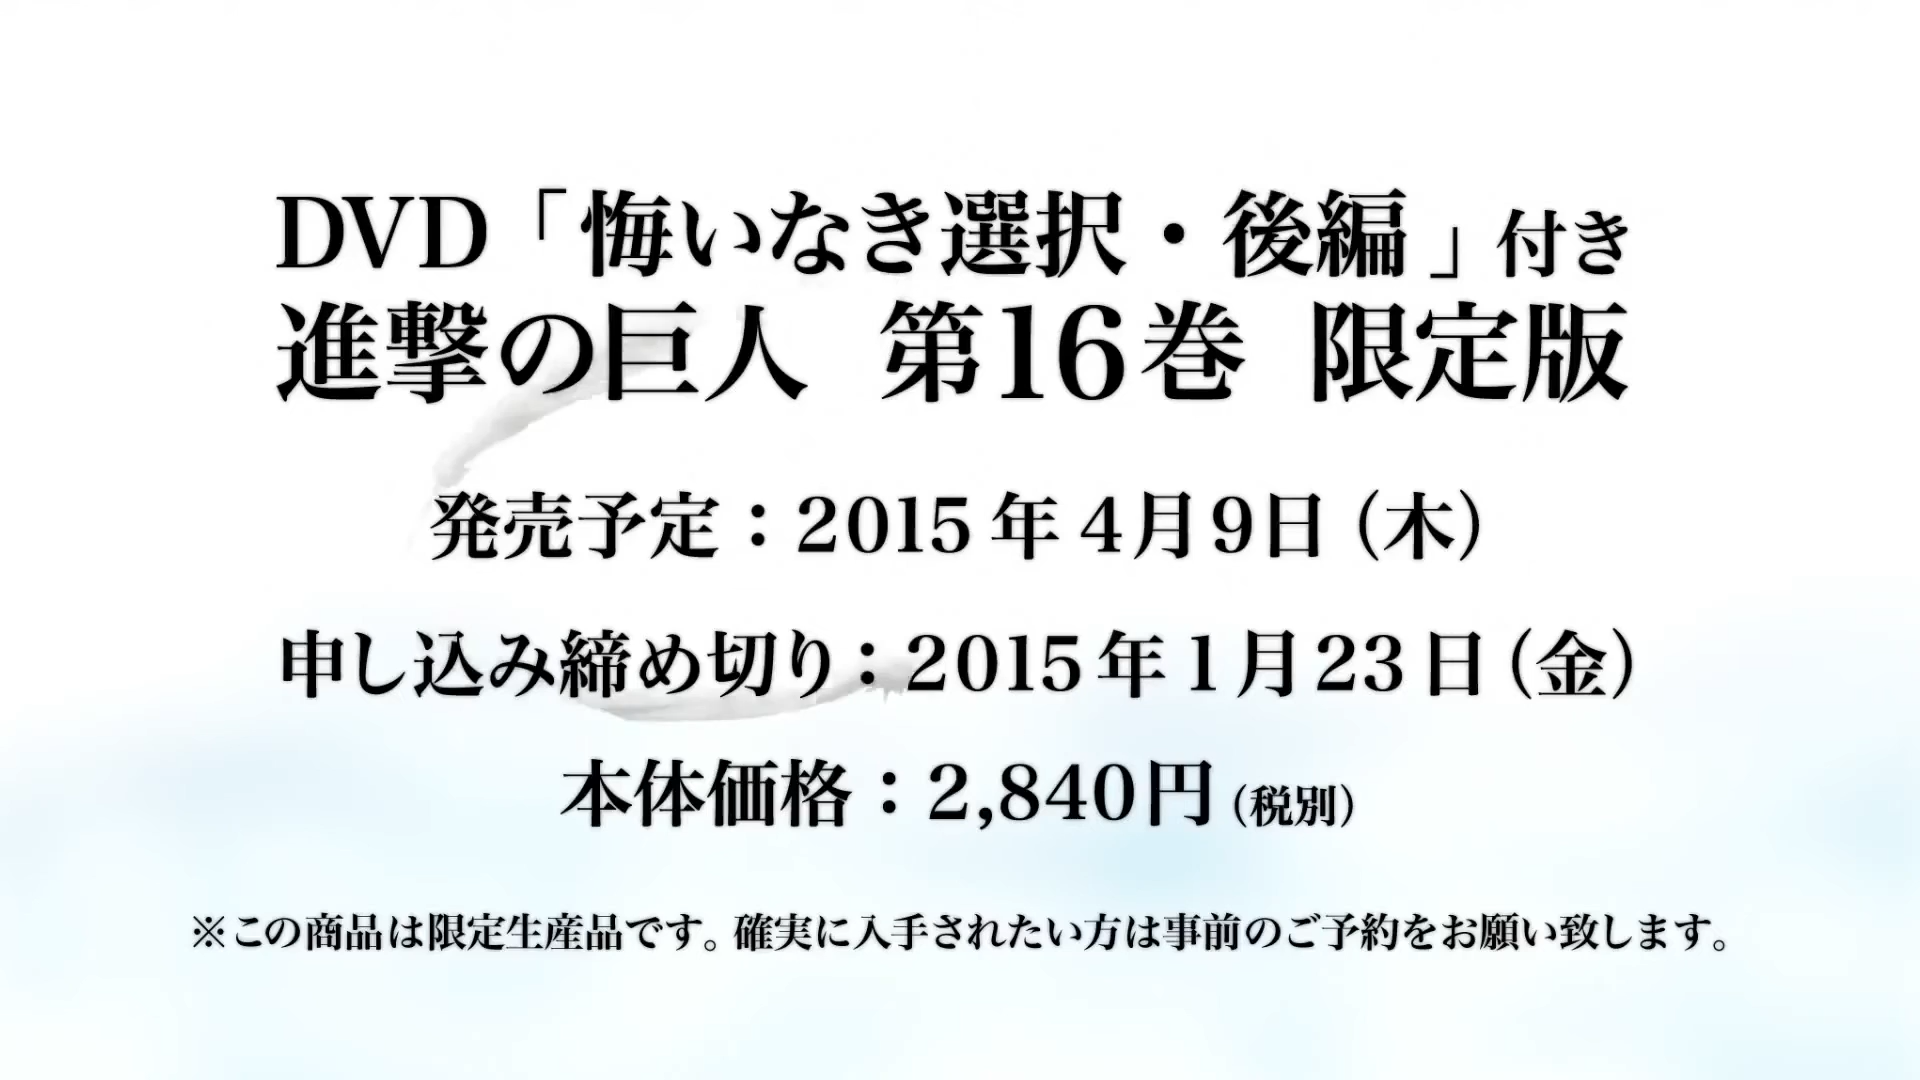 DVD「悔いなき選択・後編」付き
進撃の巨人 第16巻 限定版
発売予定：2015年4月9日（木）
申し込み締め切り：2015年1月23日（金）
本体価格：2,840円（税別）
※この商品は限定生産品です。確実に入手されたい方は事前のご予約をお願い致します。